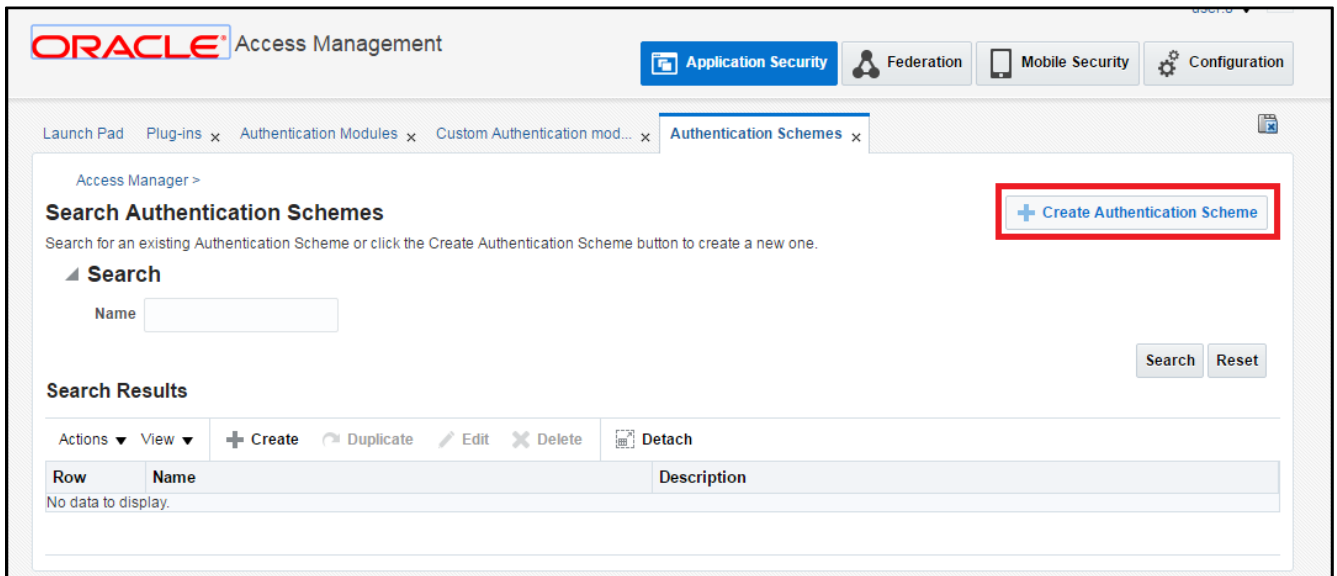 ORACLE Access Management
Application Security Federation Mobile Security Configuration
Launch Pad Plug-ins x Authentication Modules x Custom Authentication mod... x Authentication Schemes x
Access Manager >
Search Authentication Schemes
Create Authentication Scheme
Search for an existing Authentication Scheme or click the Create Authentication Scheme button to create a new one.
Search
Name
Search Reset
Search Results
Actions View Create Duplicate Edit Delete Detach
Row Name Description
No data to display.